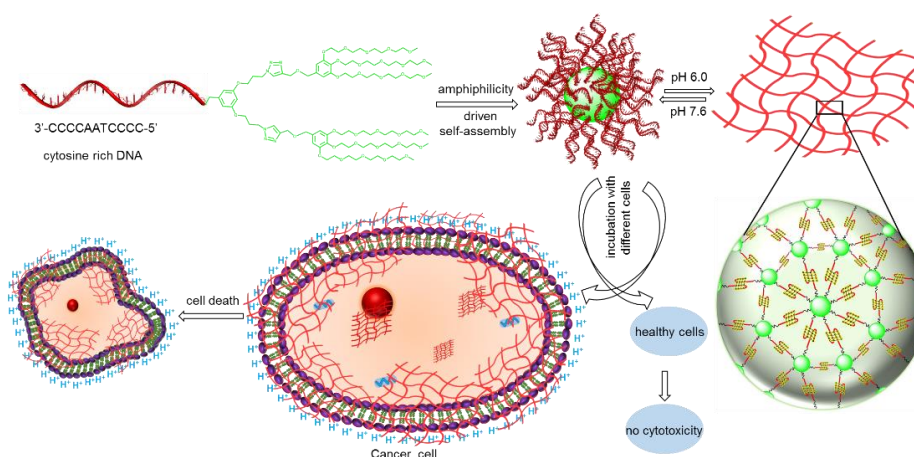 3'-CCCCAATCCCC-5'
cytosine rich DNA
amphiphilicity
driven
self-assembly
pH 6.0
pH 7.6
incubation with
different cells
healthy cells
no cytotoxicity
cell death
Cancer cell
H⁺